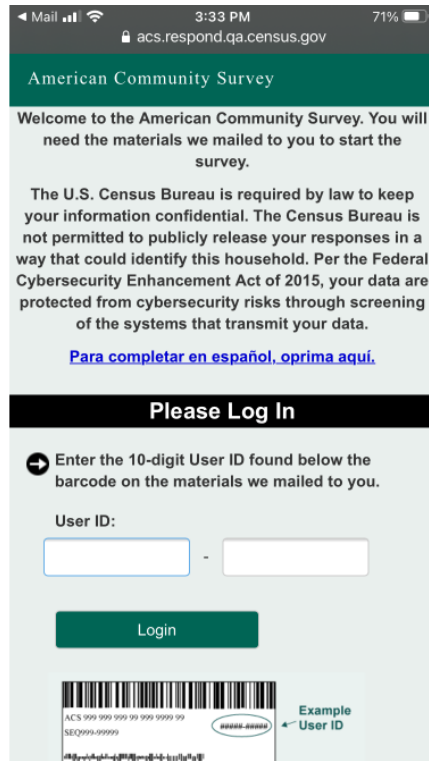 ◀ Mail 3:33 PM 71%
acs.respond.qa.census.gov
American Community Survey
Welcome to the American Community Survey. You will
need the materials we mailed to you to start the
survey.
The U.S. Census Bureau is required by law to keep
your information confidential. The Census Bureau is
not permitted to publicly release your responses in a
way that could identify this household. Per the Federal
Cybersecurity Enhancement Act of 2015, your data are
protected from cybersecurity risks through screening
of the systems that transmit your data.
Para completar en español, oprima aquí.
Please Log In
Enter the 10-digit User ID found below the
barcode on the materials we mailed to you.
User ID:
-
Login
ACS 999 999 999 99 999 9999 99
SEQ999-99999
#####-#####
Example
User ID